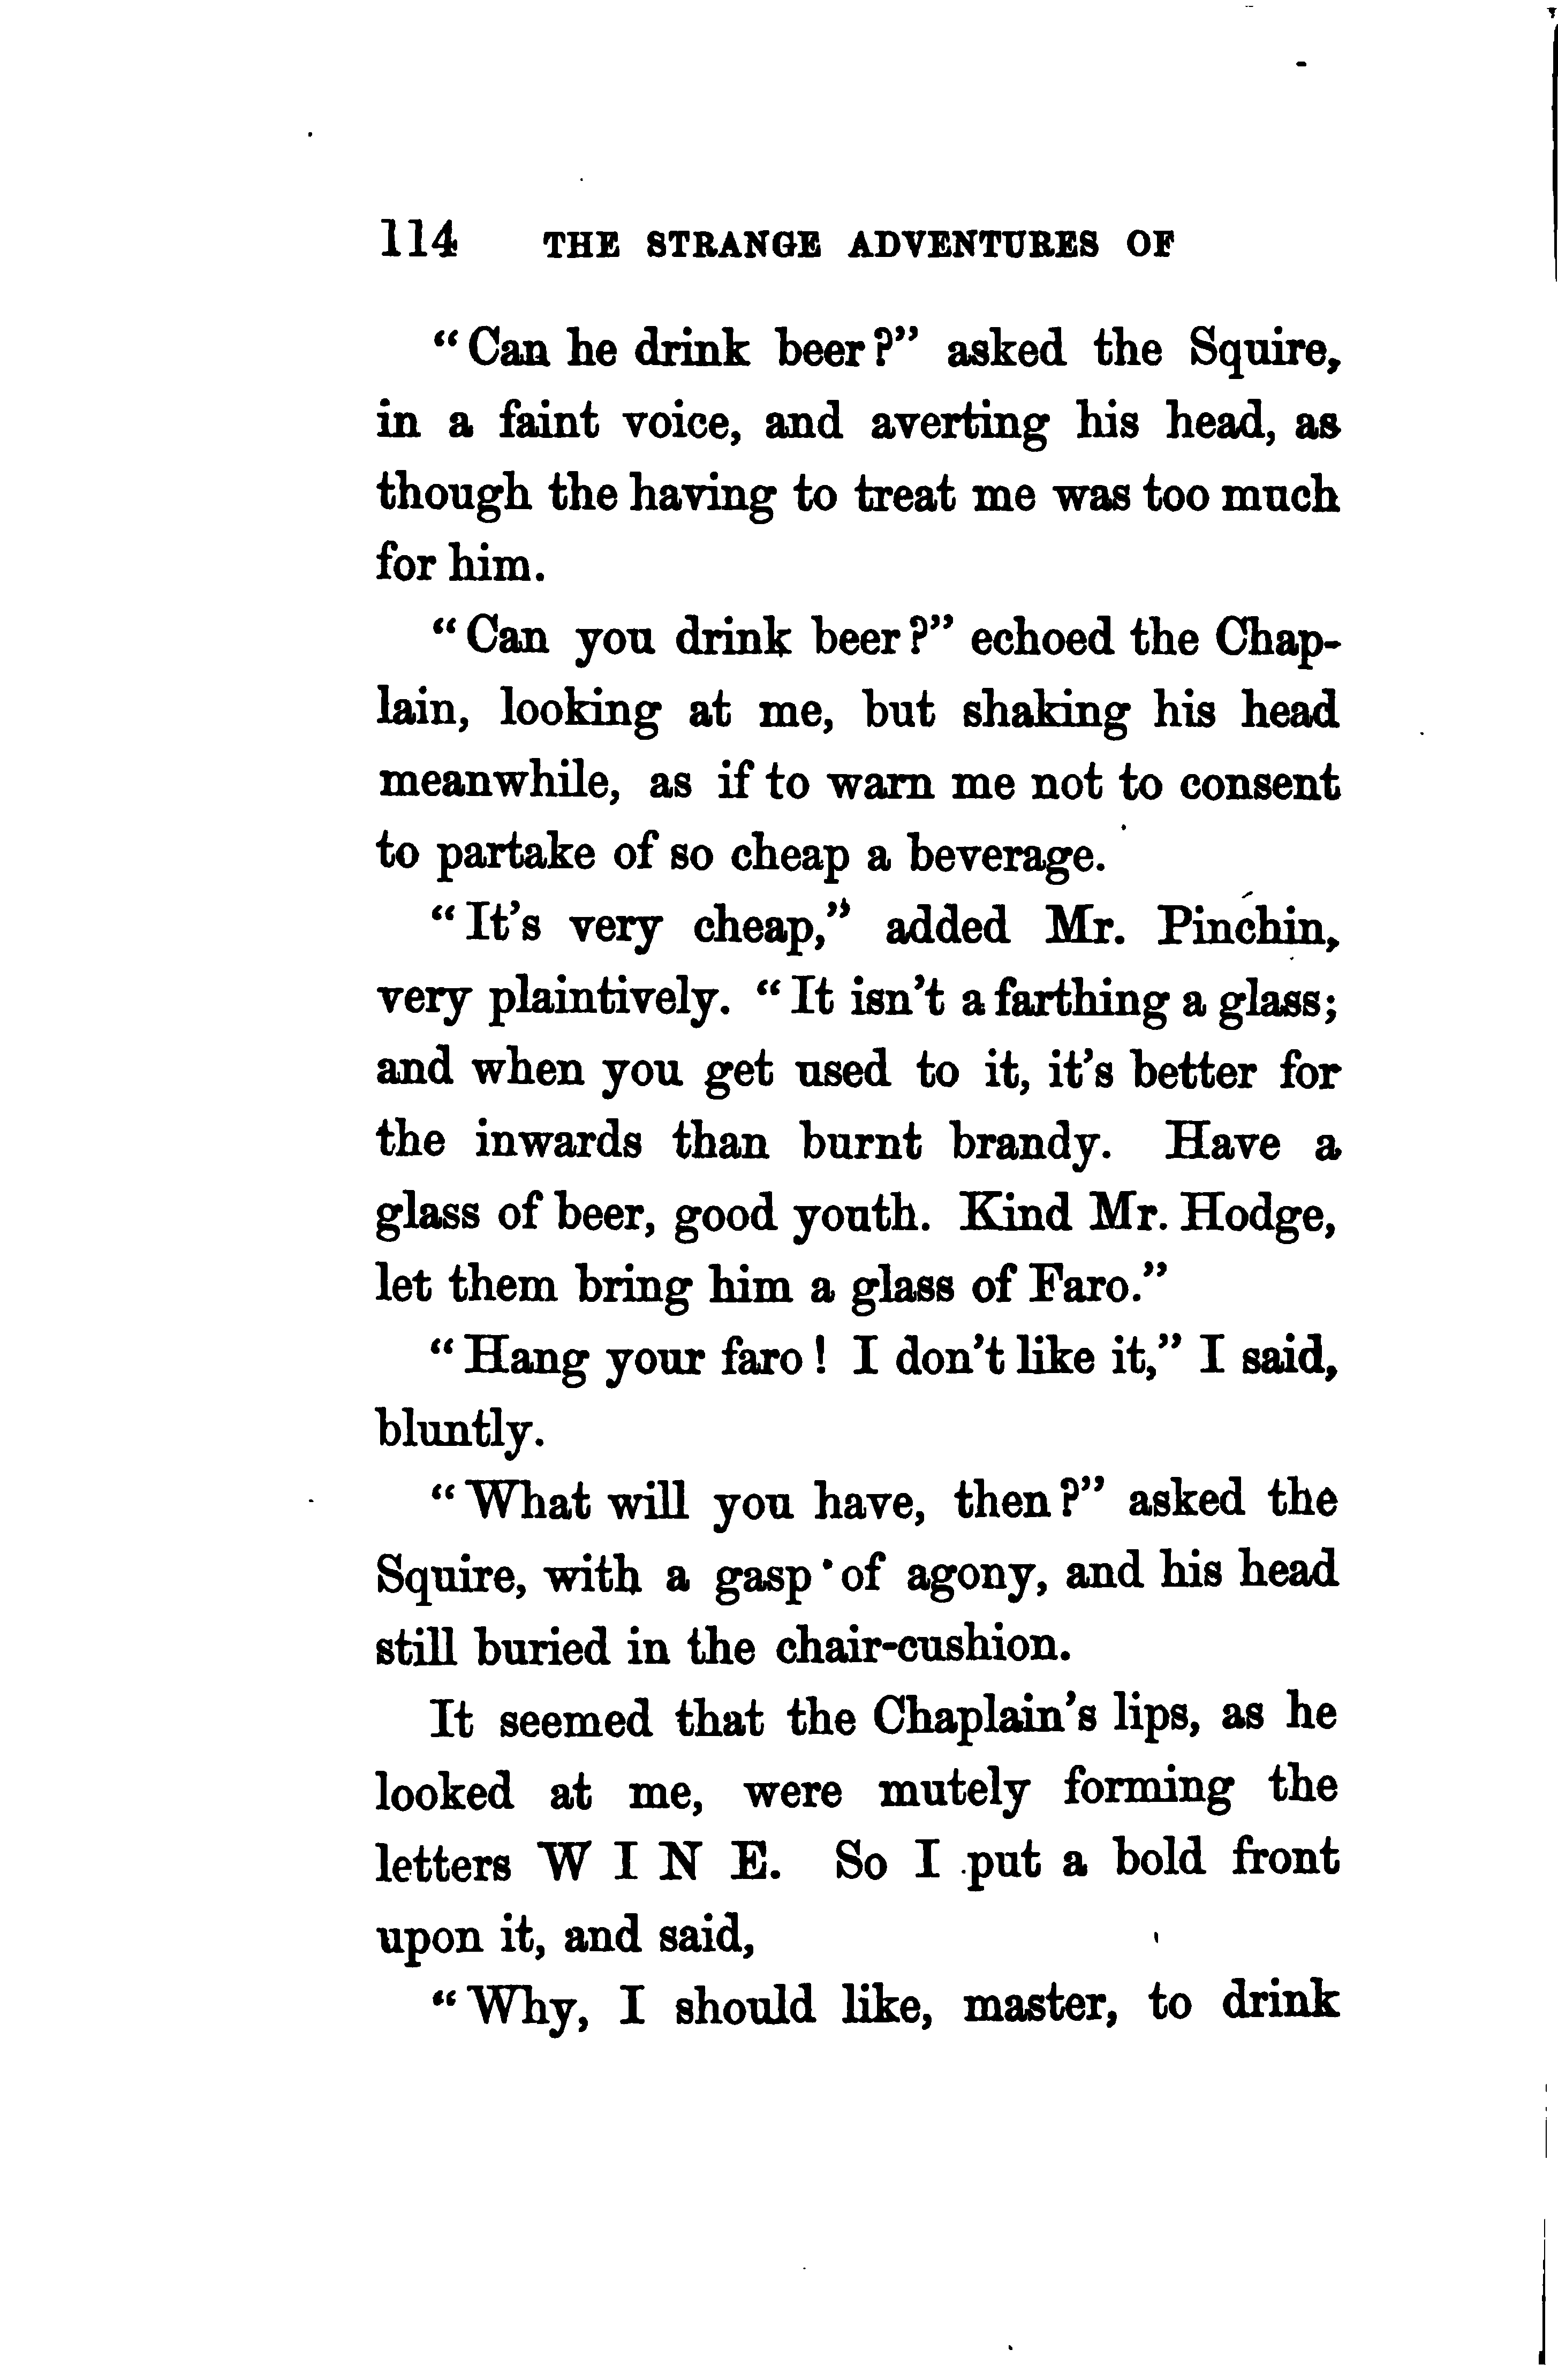 114 THE STRANGE ADVENTURES OF
“Can he drink beer?” asked the Squire,
in a faint voice, and averting his head, as
though the having to treat me was too much
for him.
“Can you drink beer?” echoed the Chap-
lain, looking at me, but shaking his head
meanwhile, as if to warn me not to consent
to partake of so cheap a beverage.
“It’s very cheap,” added Mr. Pinchin,
very plaintively. “It isn’t a farthing a glass;
and when you get used to it, it’s better for
the inwards than burnt brandy. Have a
glass of beer, good youth. Kind Mr. Hodge,
let them bring him a glass of Faro.”
“Hang your faro! I don’t like it,” I said,
bluntly.
“What will you have, then?” asked the
Squire, with a gasp of agony, and his head
still buried in the chair-cushion.
It seemed that the Chaplain’s lips, as he
looked at me, were mutely forming the
letters W I N E. So I put a bold front
upon it, and said,
“Why, I should like, master, to drink